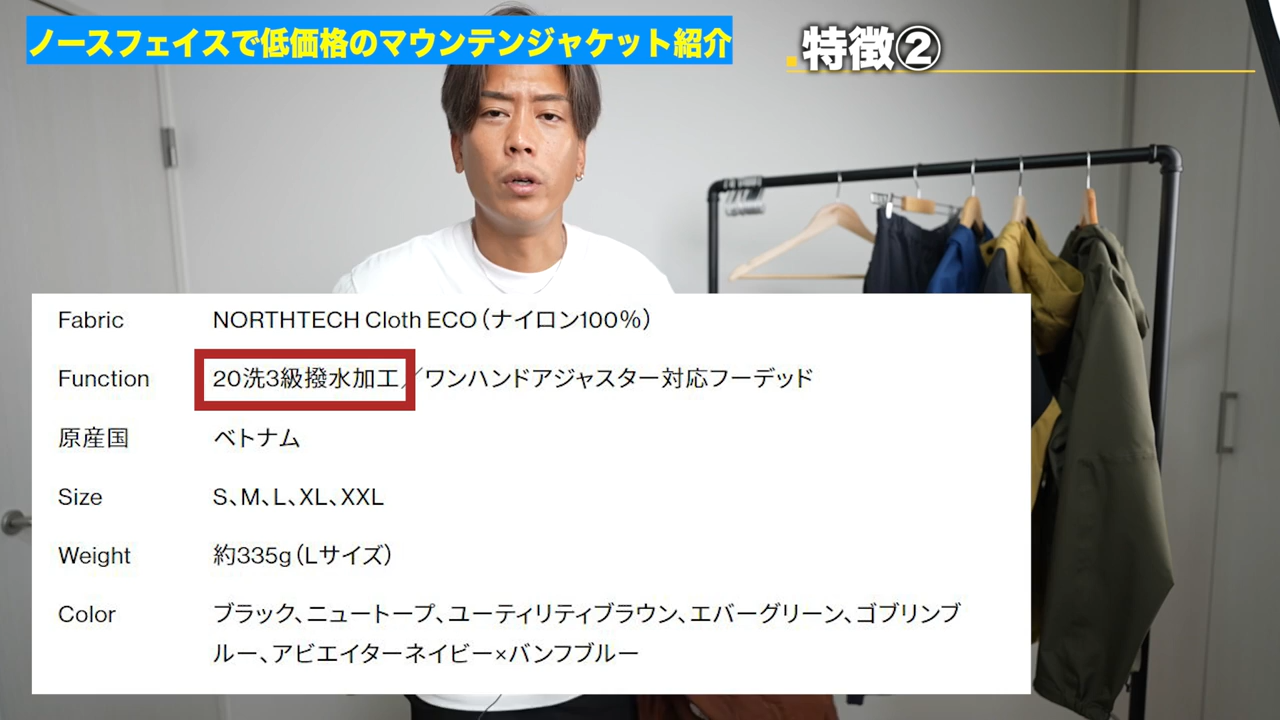 ノースフェイスで低価格のマウンテンジャケット紹介
特徴②
Fabric NORTHTECH Cloth ECO（ナイロン100％）
Function 20洗3級撥水加工／ワンハンドアジャスター対応フーデッド
原産国 ベトナム
Size S、M、L、XL、XXL
Weight 約335g（Lサイズ）
Color ブラック、ニュートープ、ユーティリティブラウン、エバーグリーン、ゴブリンブ
ルー、アビエイターネイビー×バンフブルー